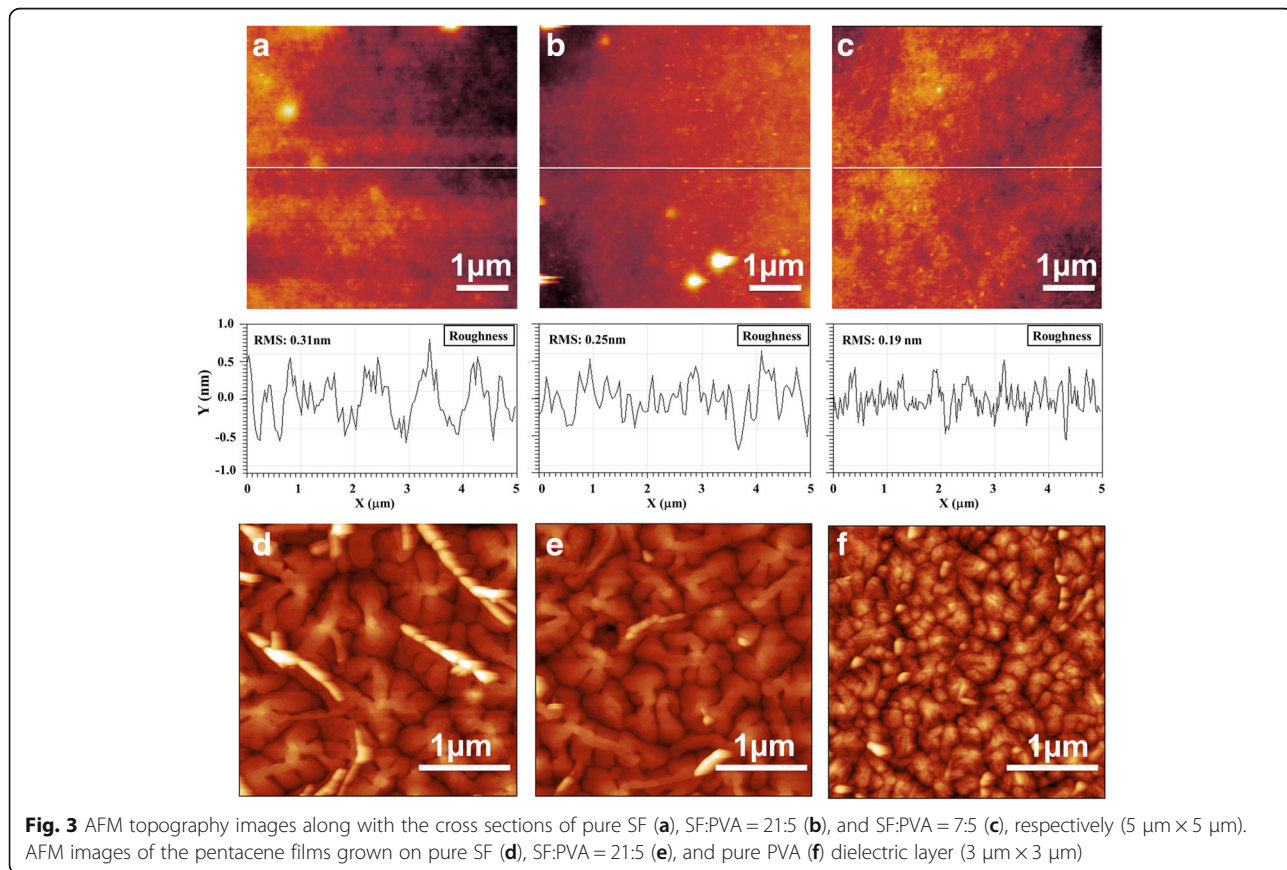 a b c
1μm 1μm 1μm
1.0 0.5 0.0 -0.5 -1.0
Y (nm)
RMS: 0.31nm Roughness
RMS: 0.25nm Roughness
RMS: 0.19 nm Roughness
0 1 2 3 4 5 0 1 2 3 4 5 0 1 2 3 4 5
X (μm) X (μm) X (μm)
d e f
1μm 1μm 1μm
Fig. 3 AFM topography images along with the cross sections of pure SF (a), SF:PVA = 21:5 (b), and SF:PVA = 7:5 (c), respectively (5 μm × 5 μm).
AFM images of the pentacene films grown on pure SF (d), SF:PVA = 21:5 (e), and pure PVA (f) dielectric layer (3 μm × 3 μm)